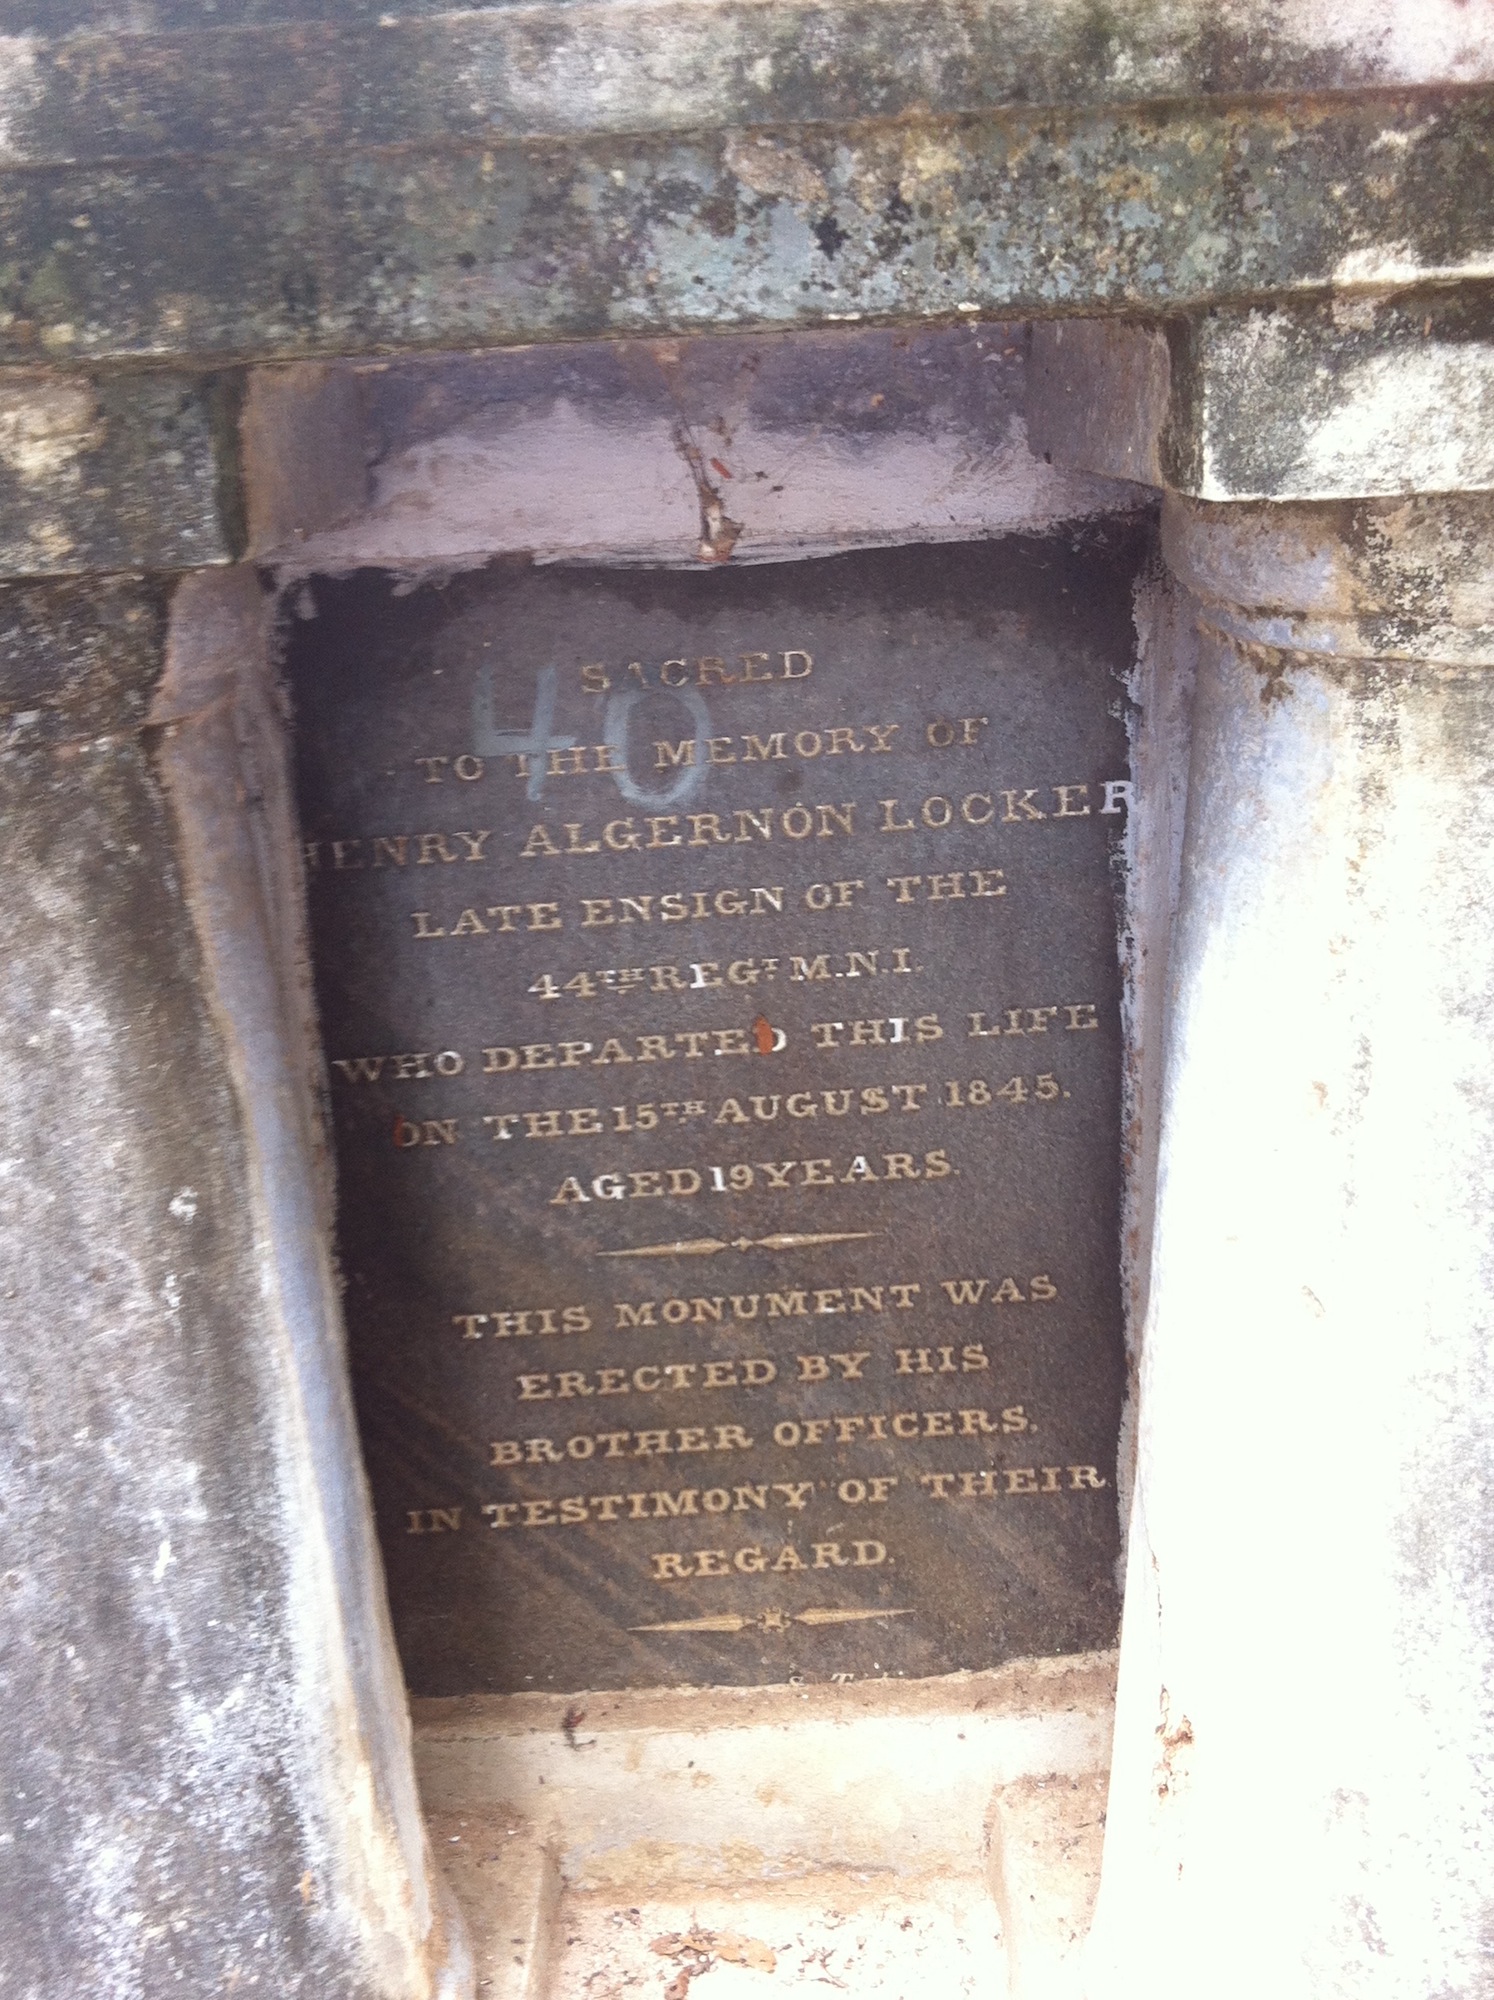 SACRED
40
TO THE MEMORY OF
HENRY ALGERNON LOCKER
LATE ENSIGN OF THE
44TH REGT M.N.I.
WHO DEPARTED THIS LIFE
ON THE 15TH AUGUST 1845.
AGED 19 YEARS.
THIS MONUMENT WAS
ERECTED BY HIS
BROTHER OFFICERS,
IN TESTIMONY OF THEIR
REGARD.